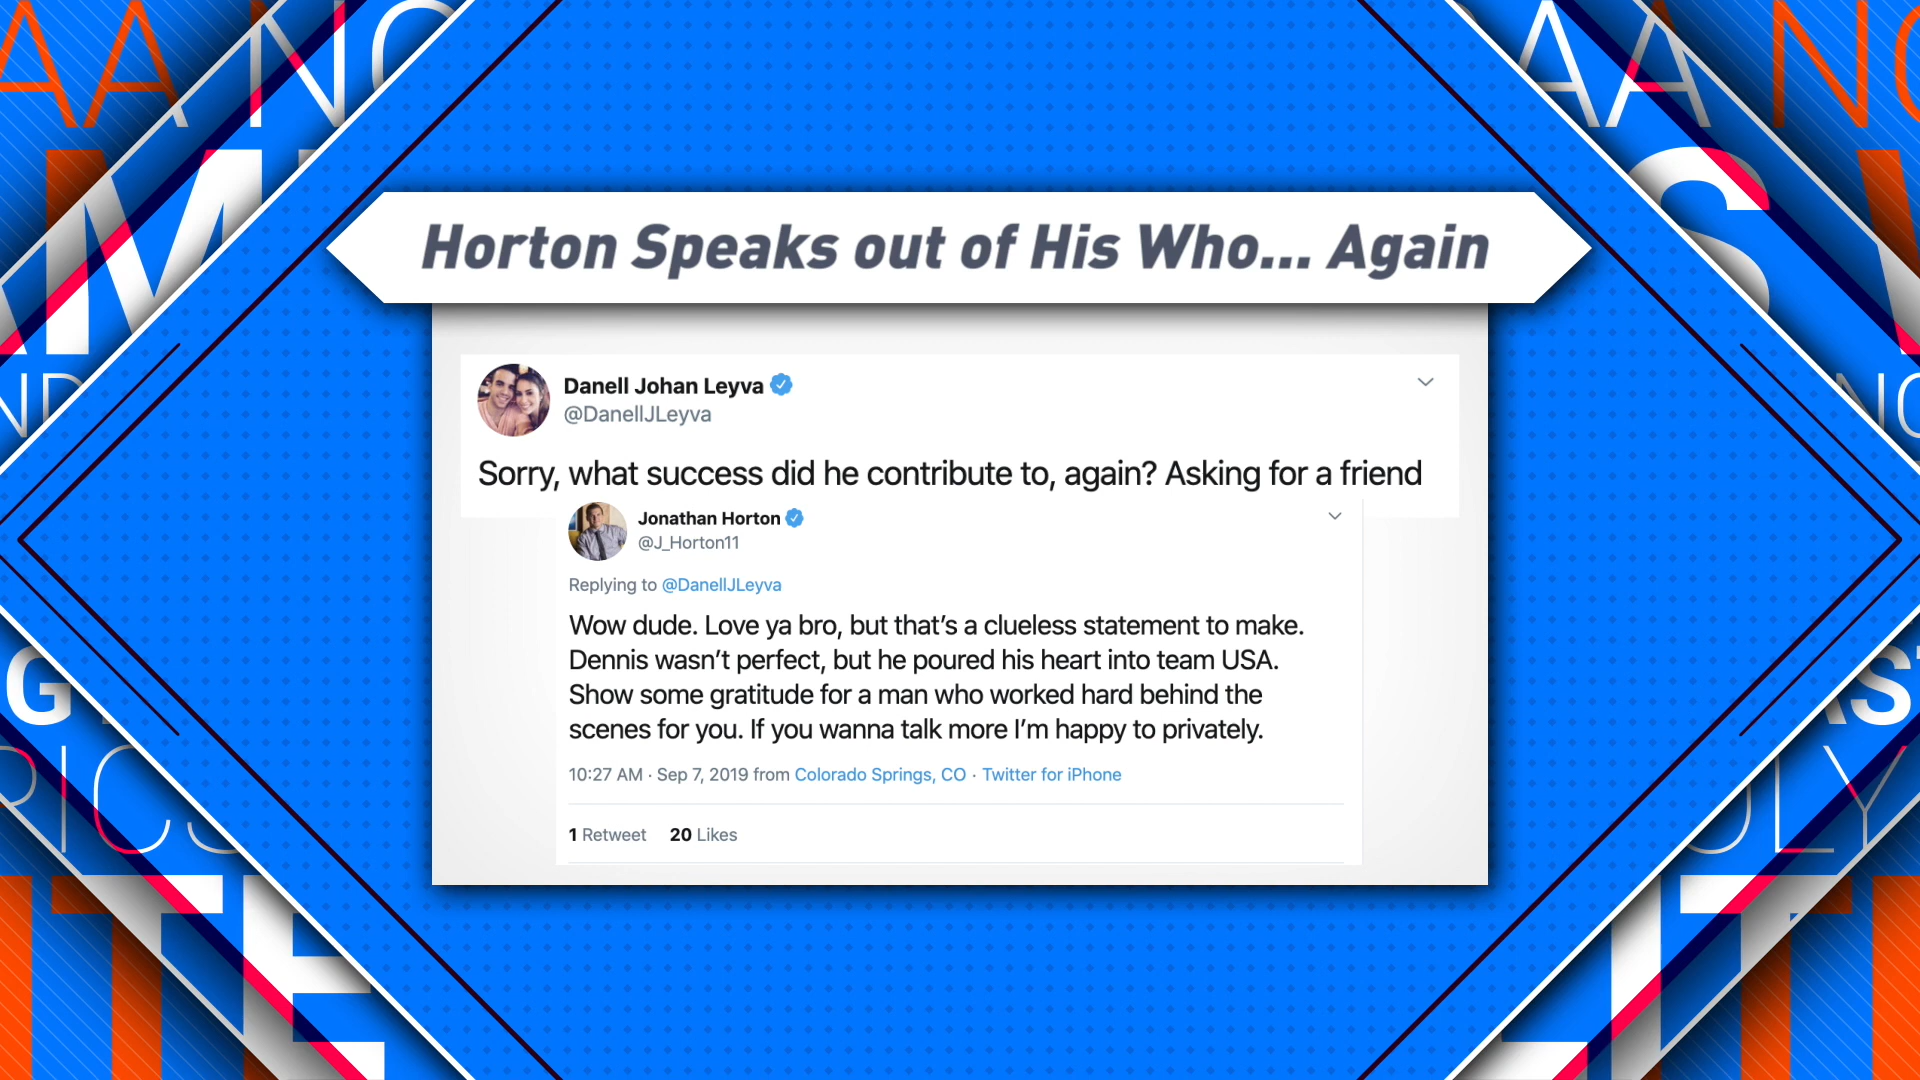 Horton Speaks out of His Who... Again
Danell Johan Leyva
@DanellJLeyva
Sorry, what success did he contribute to, again? Asking for a friend
Jonathan Horton
@J_Horton11
Replying to @DanellJLeyva
Wow dude. Love ya bro, but that’s a clueless statement to make.
Dennis wasn’t perfect, but he poured his heart into team USA.
Show some gratitude for a man who worked hard behind the
scenes for you. If you wanna talk more I’m happy to privately.
10:27 AM · Sep 7, 2019 from Colorado Springs, CO · Twitter for iPhone
1 Retweet 20 Likes